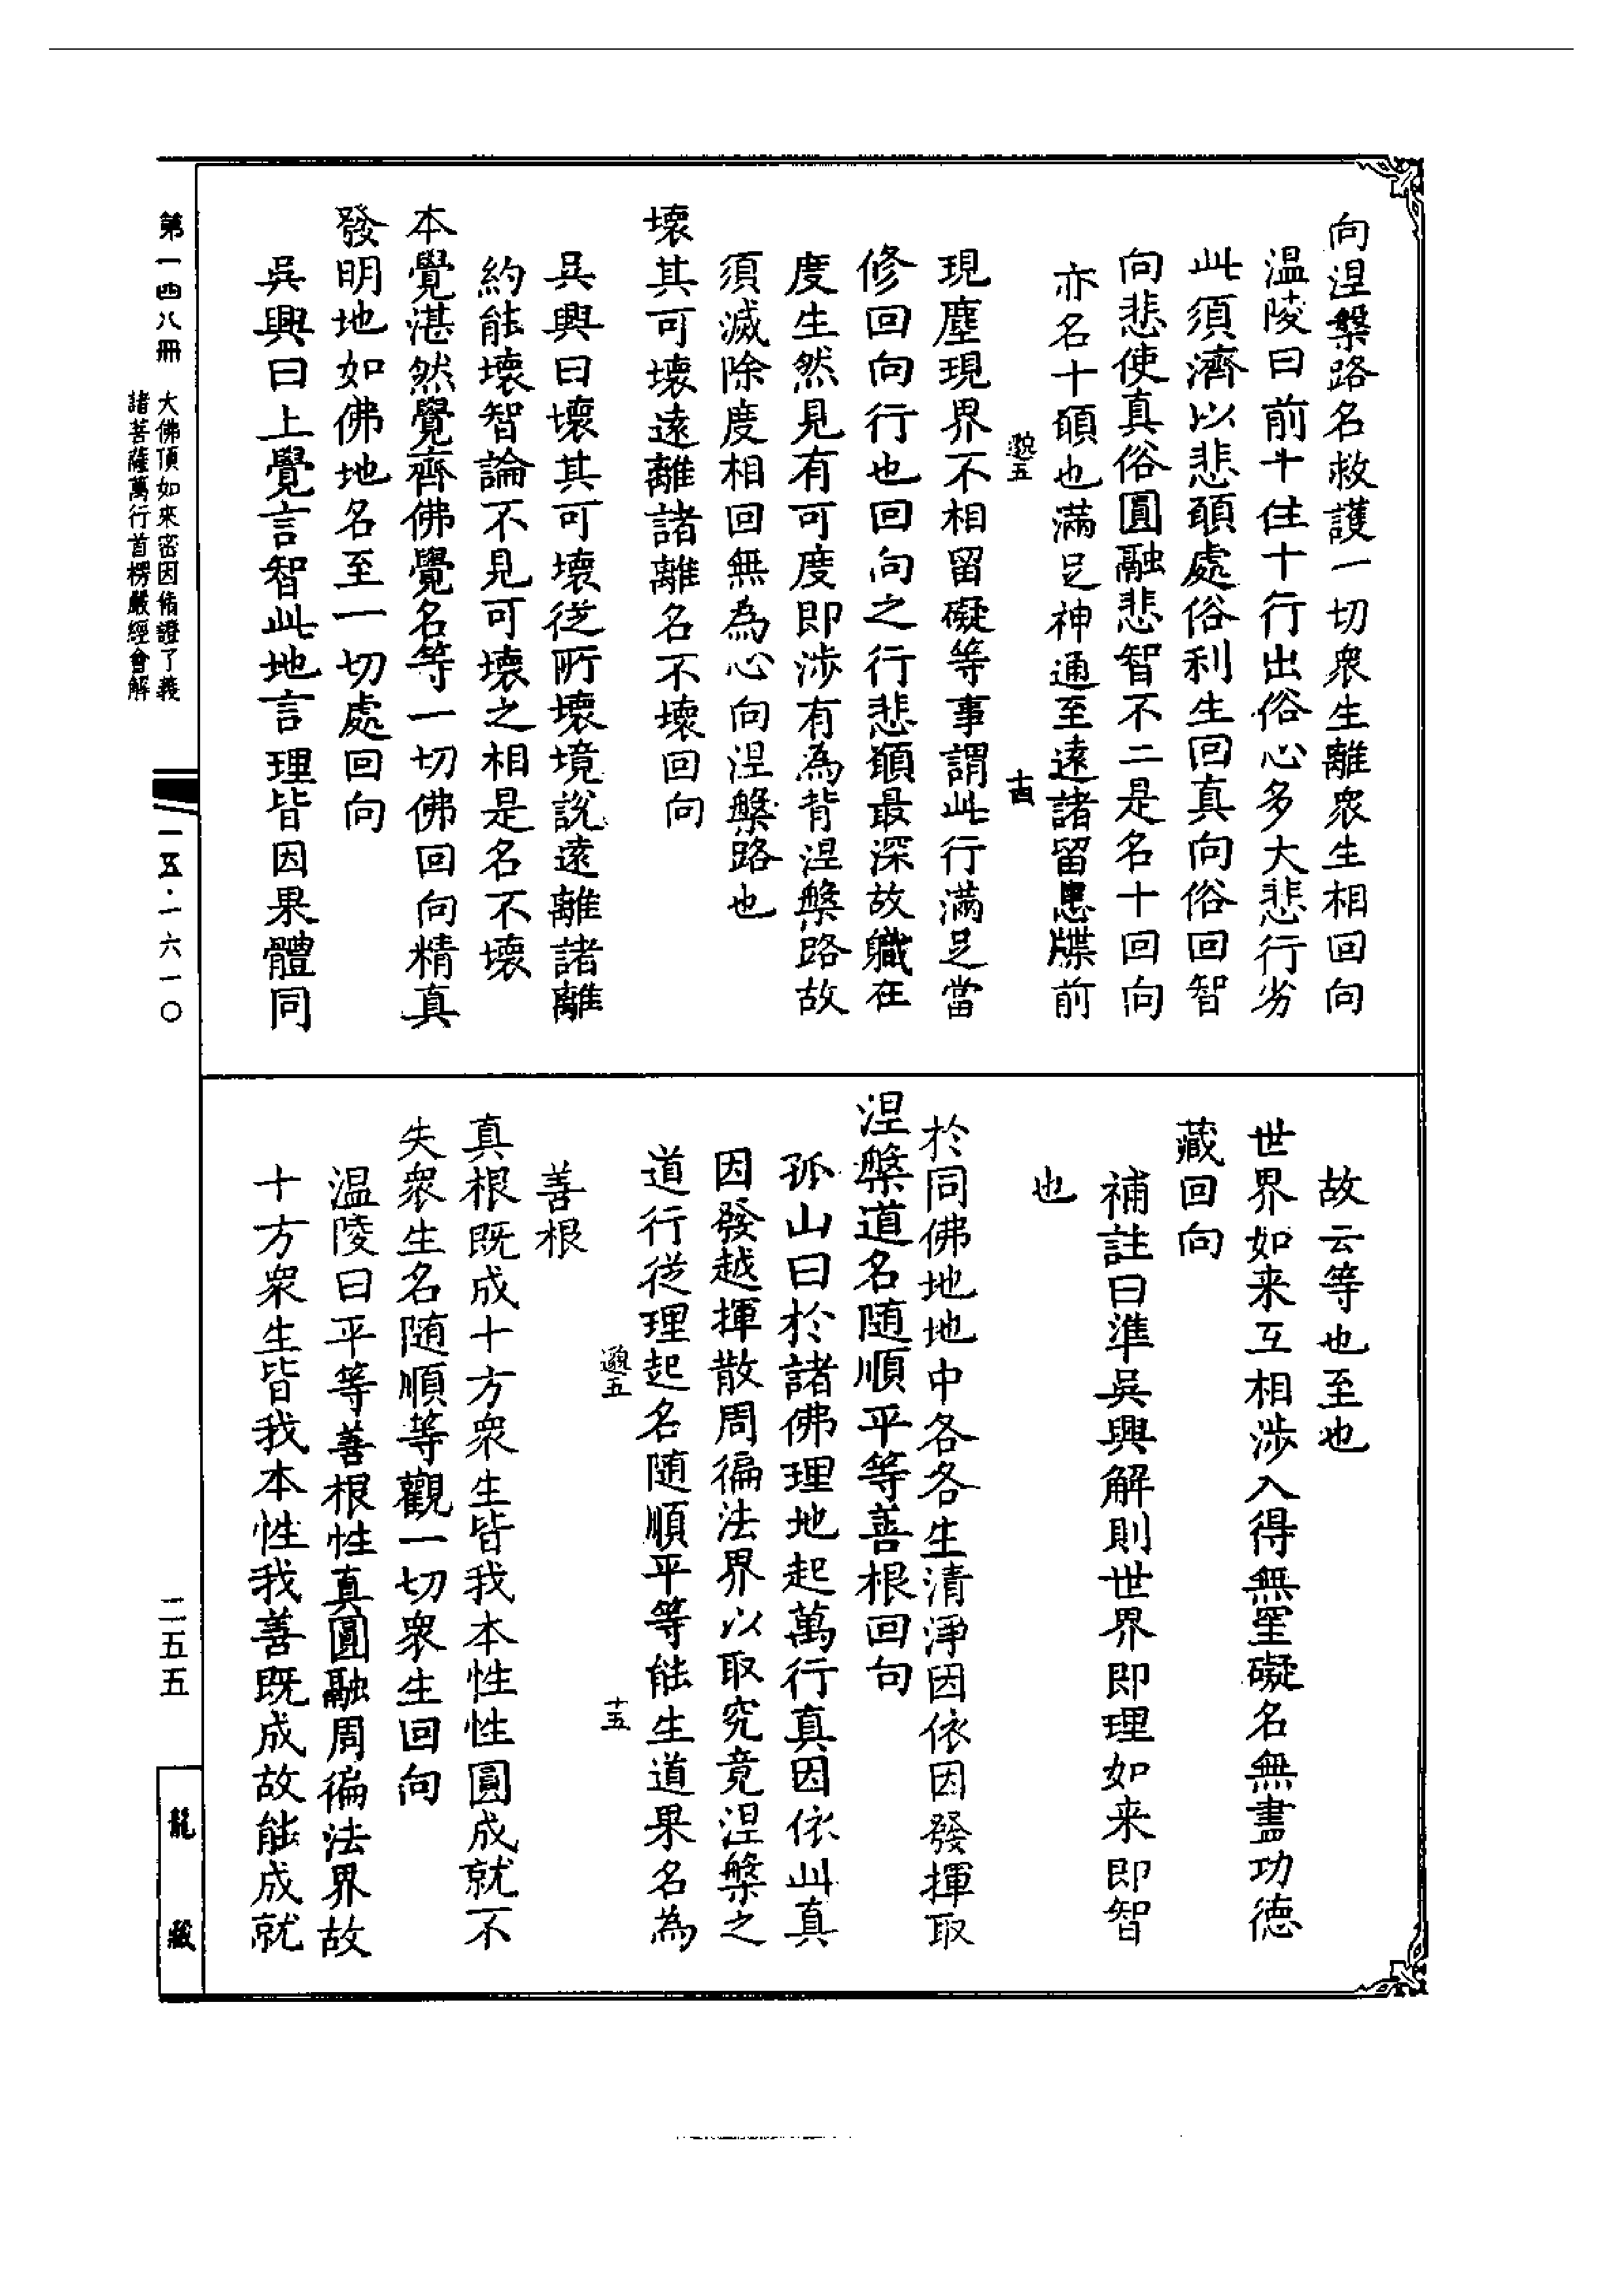 向涅槃路名救護一切衆生離衆生相回向
温陵曰前十住十行出俗心多大悲行劣
此須濟以悲願處俗利生回真向俗回智
向悲使真俗圓融悲智不二是名十回向
亦名十願也滿足神通至遠諸留患牒前
邈五
十四
現塵現界不相留礙等事謂此行滿足當
修回向行也回向之行悲願最深故職在
度生然見有可度即涉有為背涅槃路故
須滅除度相回無為心向涅槃路也
壞其可壞遠離諸離名不壞回向
吳興曰壞其可壞從所壞境說遠離諸離
約能壞智論不見可壞之相是名不壞
本覺湛然覺齊佛覺名等一切佛回向精真
發明地如佛地名至一切處回向
吳興曰上覺言智此地言理皆因果體同
故云等也至也
世界如来互相涉入得無罣礙名無盡功德
藏回向
補註曰準吳興解則世界即理如来即智
也
於同佛地地中各各生清淨因依因發揮取
涅槃道名随順平等善根回向
孤山曰於諸佛理地起萬行真因依此真
因發越揮散周徧法界以取究竟涅槃之
道行從理起名随順平等能生道果名為
邈五
十五
善根
真根既成十方衆生皆我本性性圓成就不
失衆生名随順等觀一切衆生回向
温陵曰平等善根性真圓融周徧法界故
十方衆生皆我本性我善既成故能成就
第一四八冊
大佛頂如來密因脩證了義
諸菩薩萬行首楞嚴經會解
一五·一六一〇
二五五
龍藏